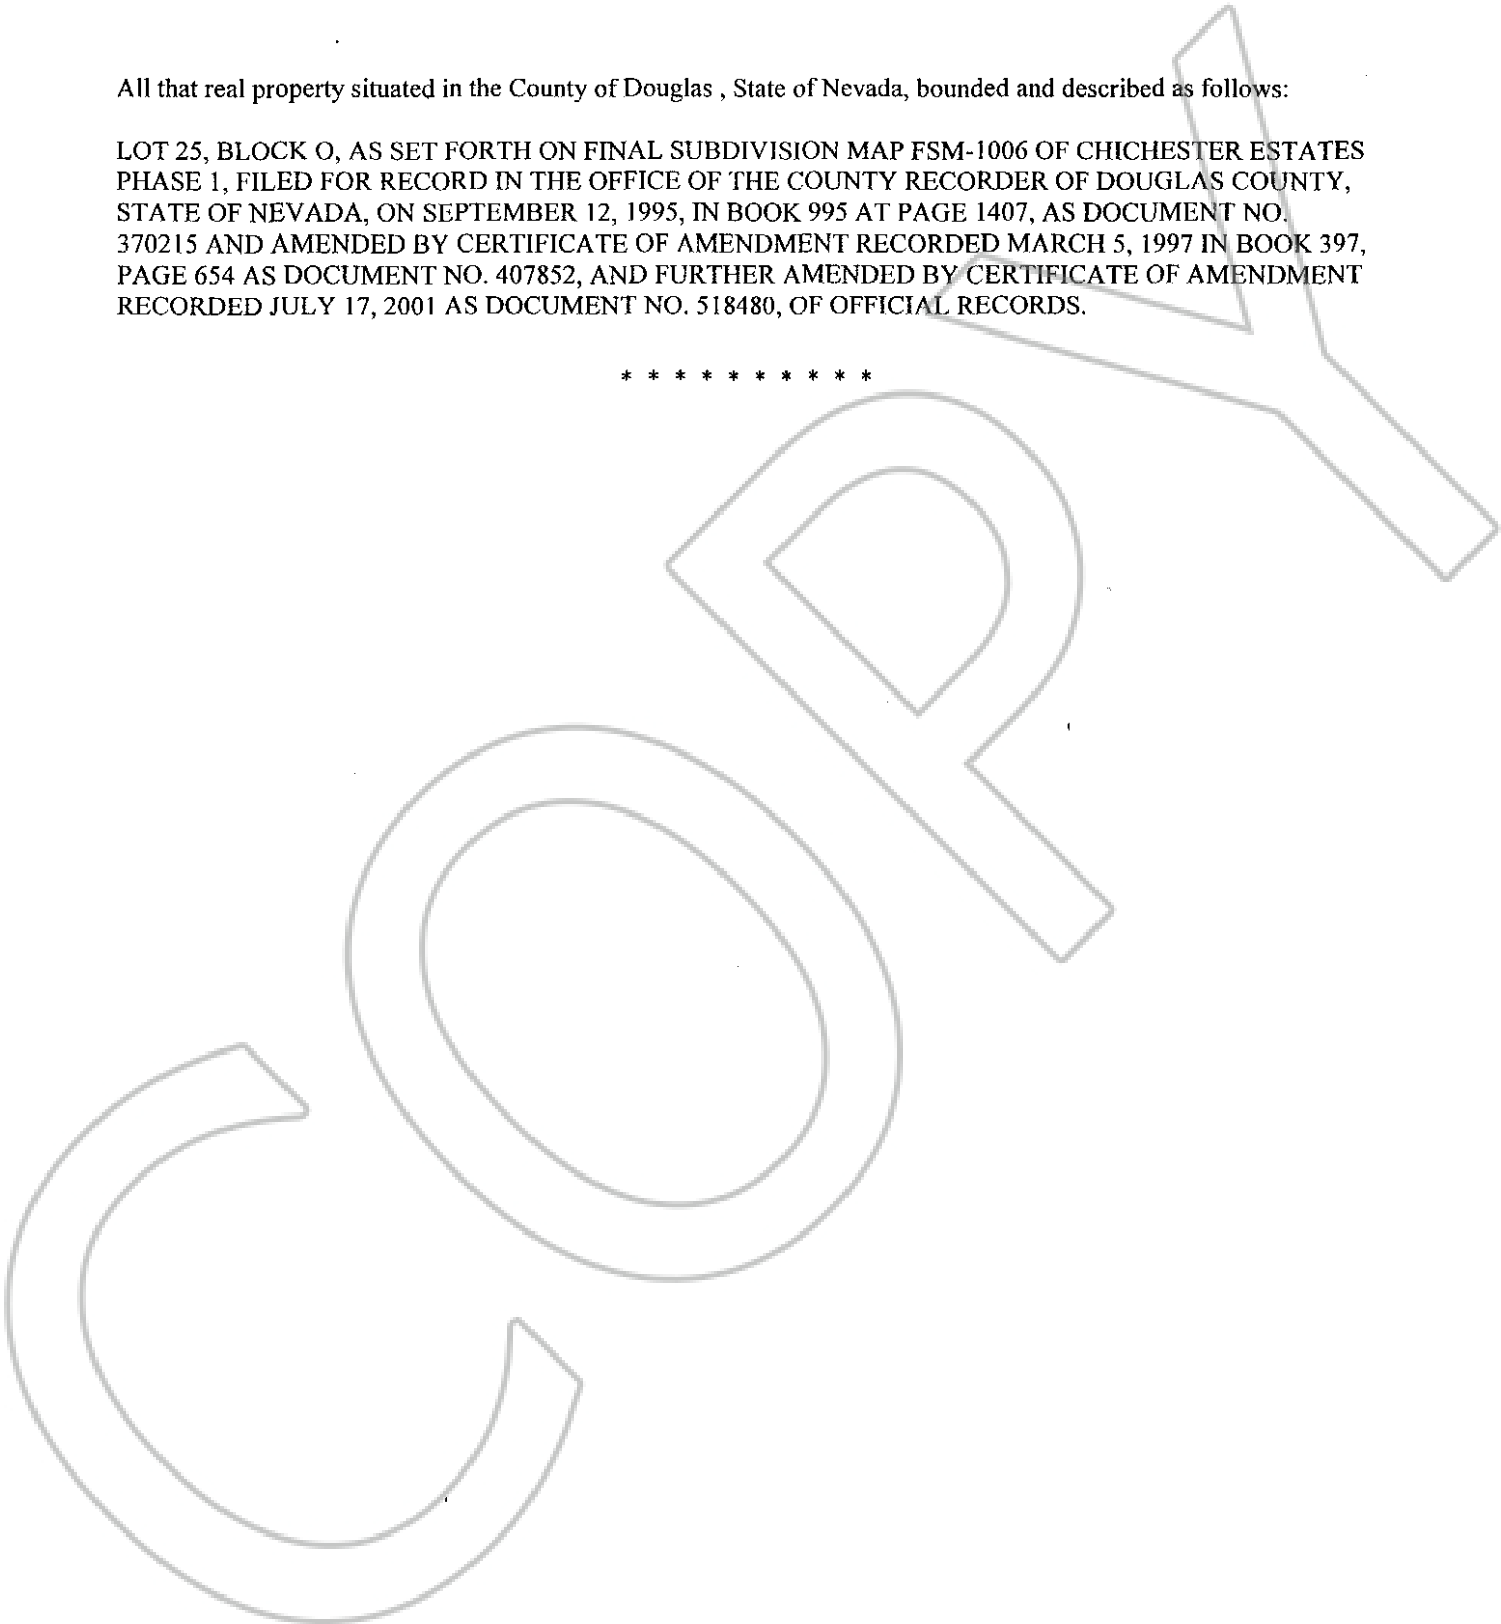 All that real property situated in the County of Douglas , State of Nevada, bounded and described as follows:
LOT 25, BLOCK O, AS SET FORTH ON FINAL SUBDIVISION MAP FSM-1006 OF CHICHESTER ESTATES
PHASE 1, FILED FOR RECORD IN THE OFFICE OF THE COUNTY RECORDER OF DOUGLAS COUNTY,
STATE OF NEVADA, ON SEPTEMBER 12, 1995, IN BOOK 995 AT PAGE 1407, AS DOCUMENT NO.
370215 AND AMENDED BY CERTIFICATE OF AMENDMENT RECORDED MARCH 5, 1997 IN BOOK 397,
PAGE 654 AS DOCUMENT NO. 407852, AND FURTHER AMENDED BY CERTIFICATE OF AMENDMENT
RECORDED JULY 17, 2001 AS DOCUMENT NO. 518480, OF OFFICIAL RECORDS.
* * * * * * * * * *
COPY